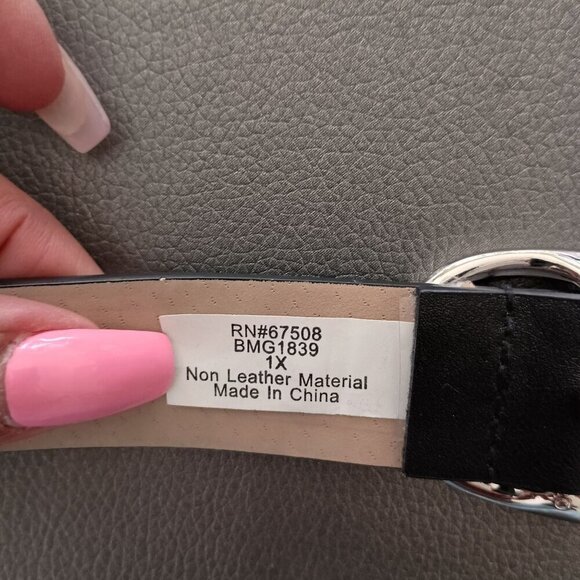 RN#67508
BMG1839
1X
Non Leather Material
Made In China